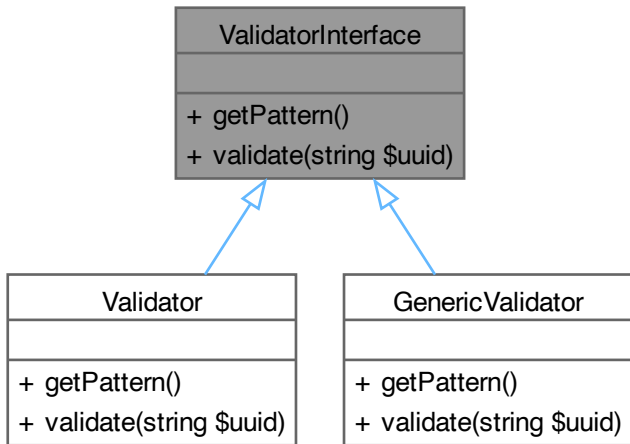 ValidatorInterface
+ getPattern()
+ validate(string $uuid)
Validator
+ getPattern()
+ validate(string $uuid)
GenericValidator
+ getPattern()
+ validate(string $uuid)